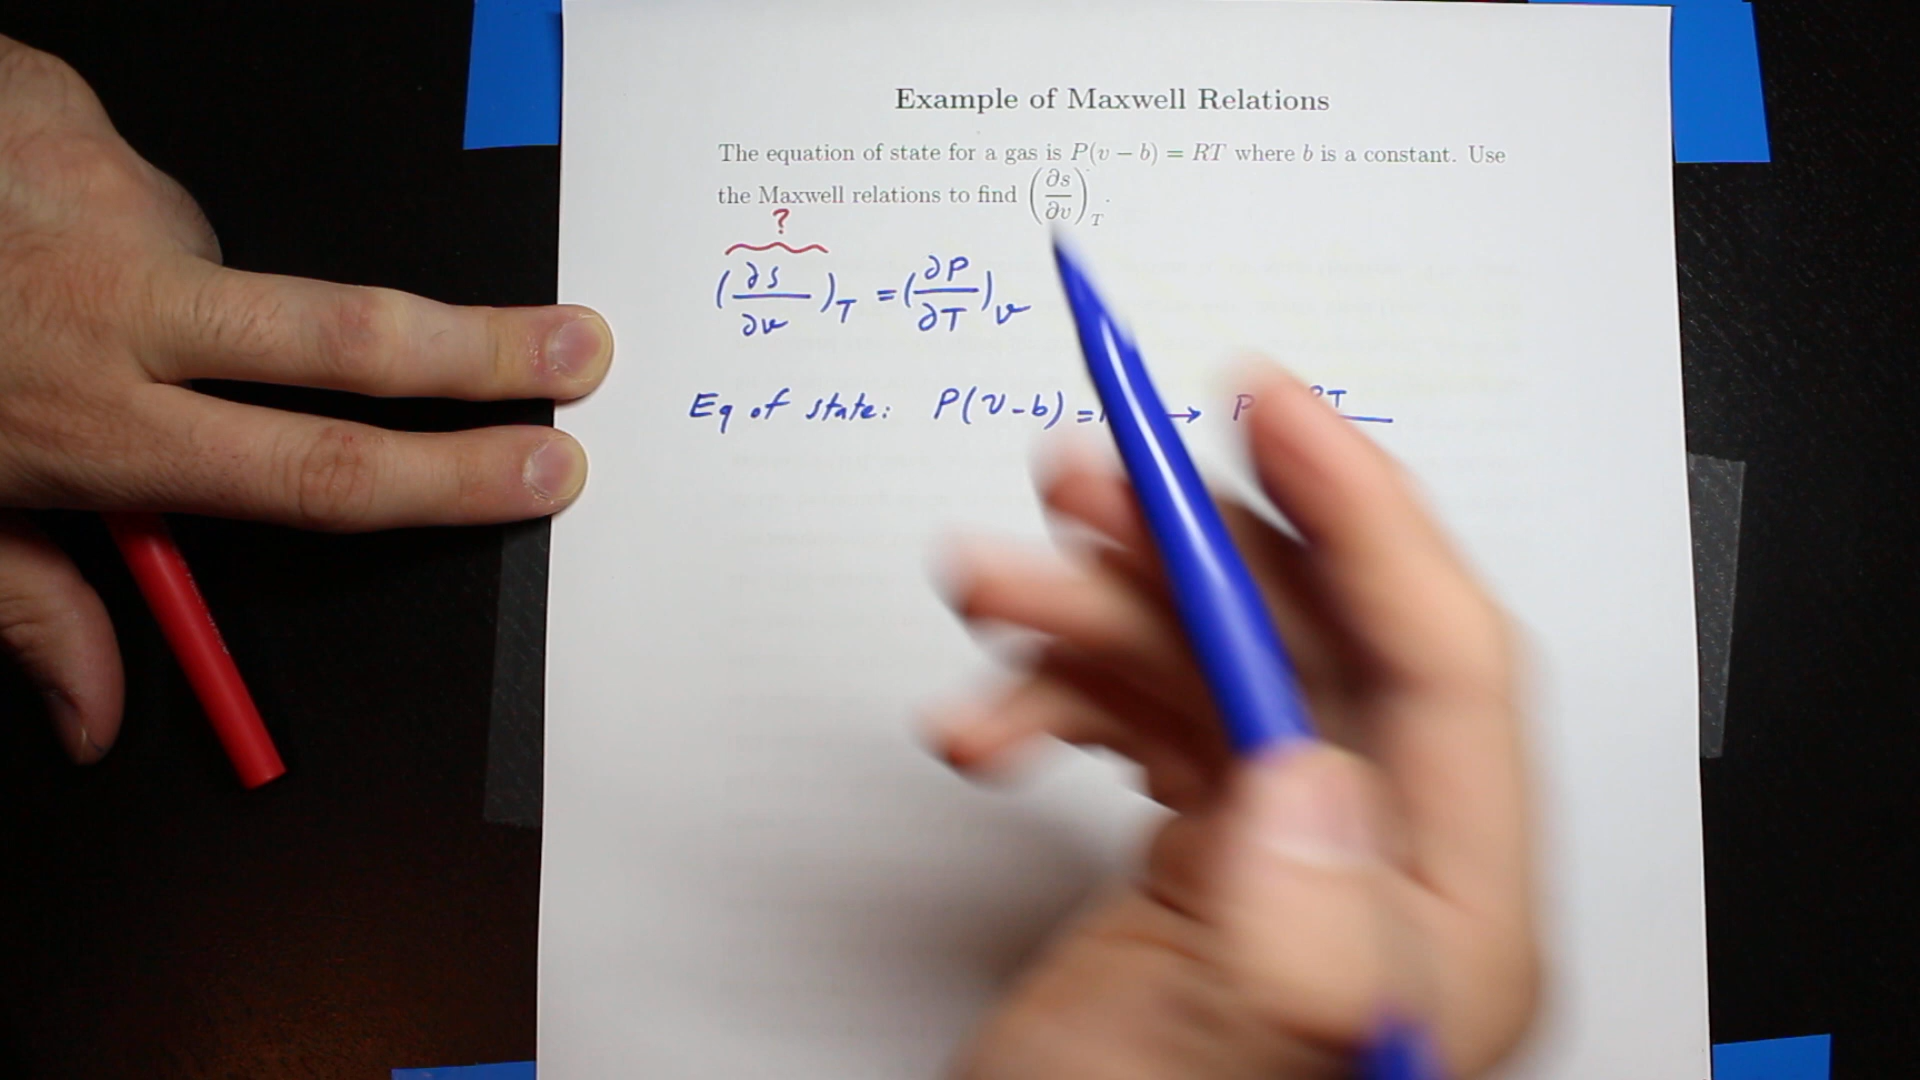 Example of Maxwell Relations
The equation of state for a gas is P(v − b) = RT where b is a constant. Use
the Maxwell relations to find (∂s/∂v)_T.
?
(∂s/∂v)_T = (∂P/∂T)_v
Eq of state: P(v-b) = → P